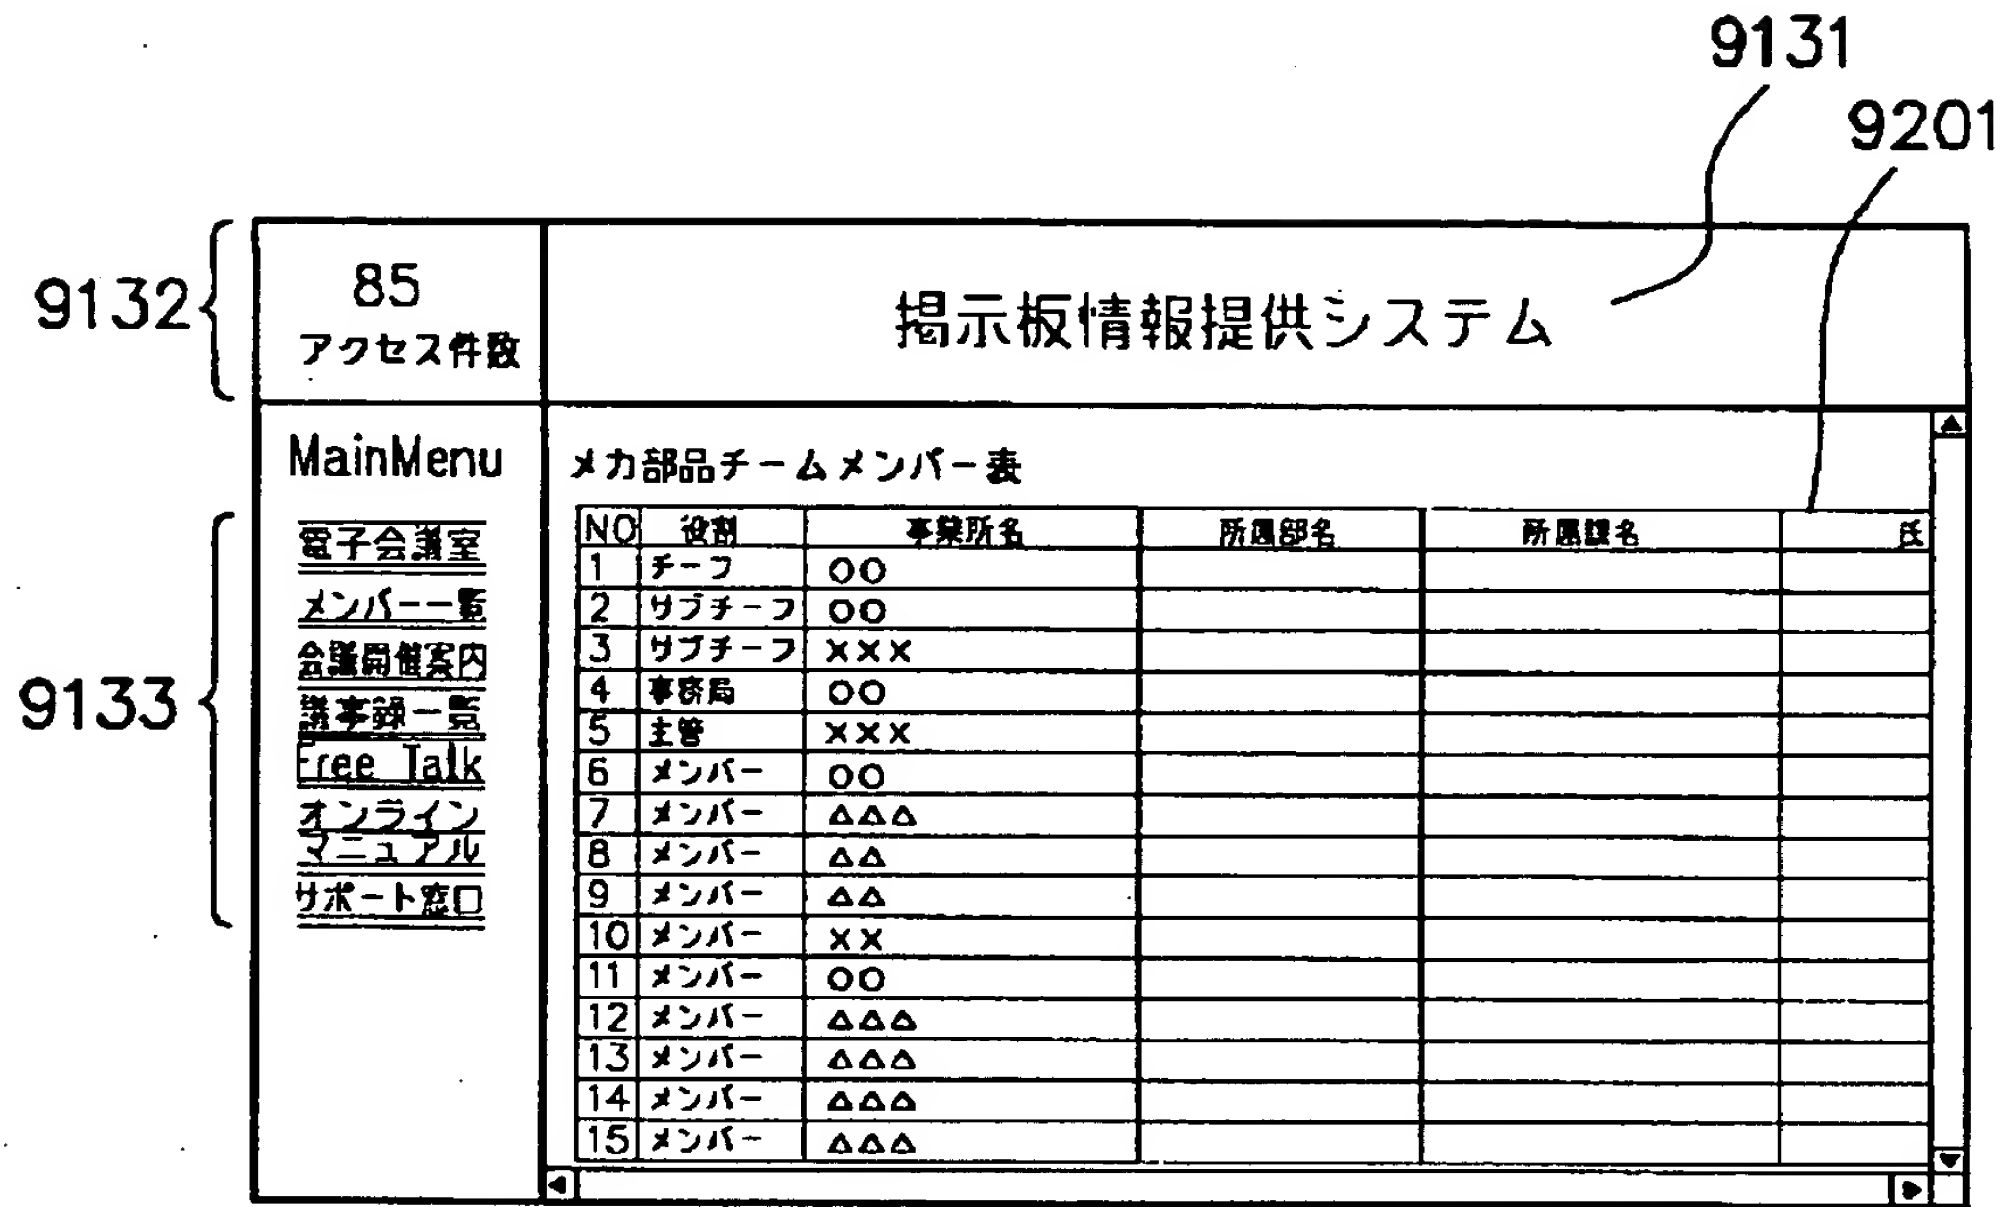 9131
9201
9132
85
アクセス件数
掲示板情報提供システム
MainMenu
9133
電子会議室
メンバー一覧
会議開催案内
議事録一覧
Free Talk
オンライン
マニュアル
サポート窓口
メカ部品チームメンバー表
NO 役割 事業所名 所属部名 所属課名 氏
1 チーフ ○○
2 サブチーフ ○○
3 サブチーフ ×××
4 事務局 ○○
5 主管 ×××
6 メンバー ○○
7 メンバー △△△
8 メンバー △△
9 メンバー △△
10 メンバー ××
11 メンバー ○○
12 メンバー △△△
13 メンバー △△△
14 メンバー △△△
15 メンバー △△△